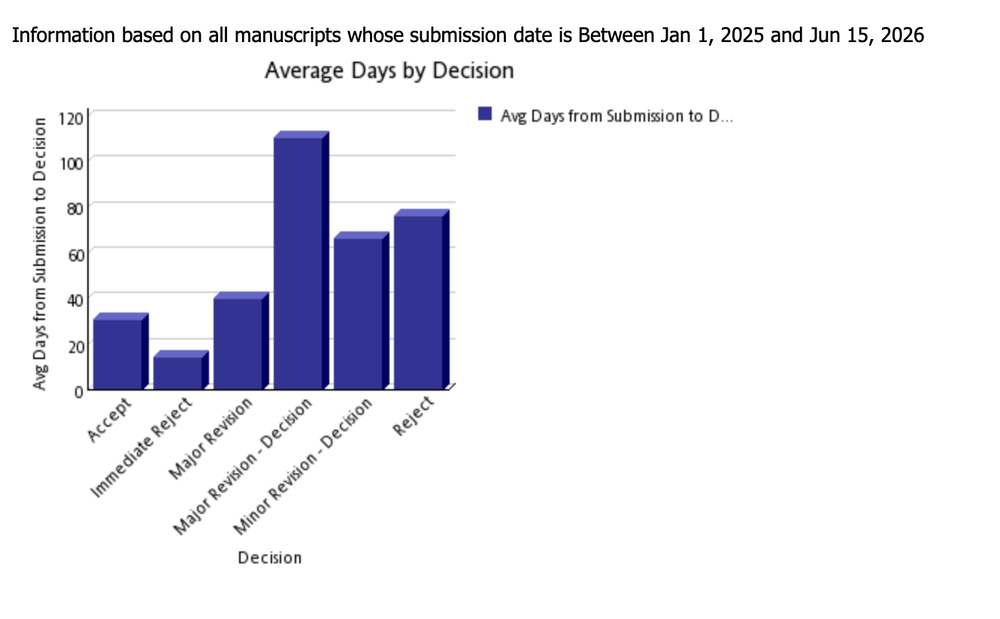 Information based on all manuscripts whose submission date is Between Jan 1, 2025 and Jun 15, 2026
Average Days by Decision
Avg Days from Submission to D...
Avg Days from Submission to Decision
120
100
80
60
40
20
0
Accept
Immediate Reject
Major Revision
Major Revision - Decision
Minor Revision - Decision
Reject
Decision